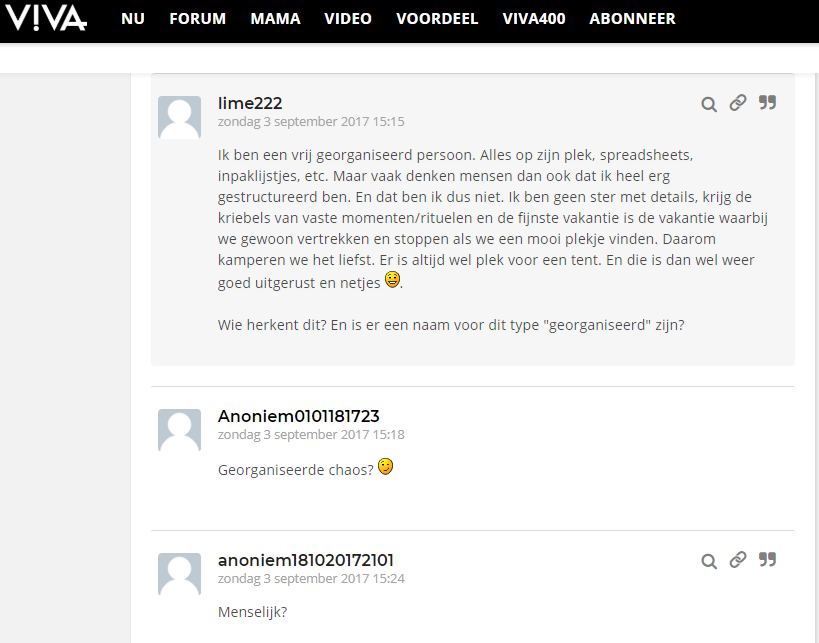 VIVA NU FORUM MAMA VIDEO VOORDEEL VIVA400 ABONNEER
lime222
zondag 3 september 2017 15:15
Ik ben een vrij georganiseerd persoon. Alles op zijn plek, spreadsheets,
inpaklijstjes, etc. Maar vaak denken mensen dan ook dat ik heel erg
gestructureerd ben. En dat ben ik dus niet. Ik ben geen ster met details, krijg de
kriebels van vaste momenten/rituelen en de fijnste vakantie is de vakantie waarbij
we gewoon vertrekken en stoppen als we een mooi plekje vinden. Daarom
kamperen we het liefst. Er is altijd wel plek voor een tent. En die is dan wel weer
goed uitgerust en netjes 😀.
Wie herkent dit? En is er een naam voor dit type "georganiseerd" zijn?
Anoniem0101181723
zondag 3 september 2017 15:18
Georganiseerde chaos? 😉
anoniem181020172101
zondag 3 september 2017 15:24
Menselijk?